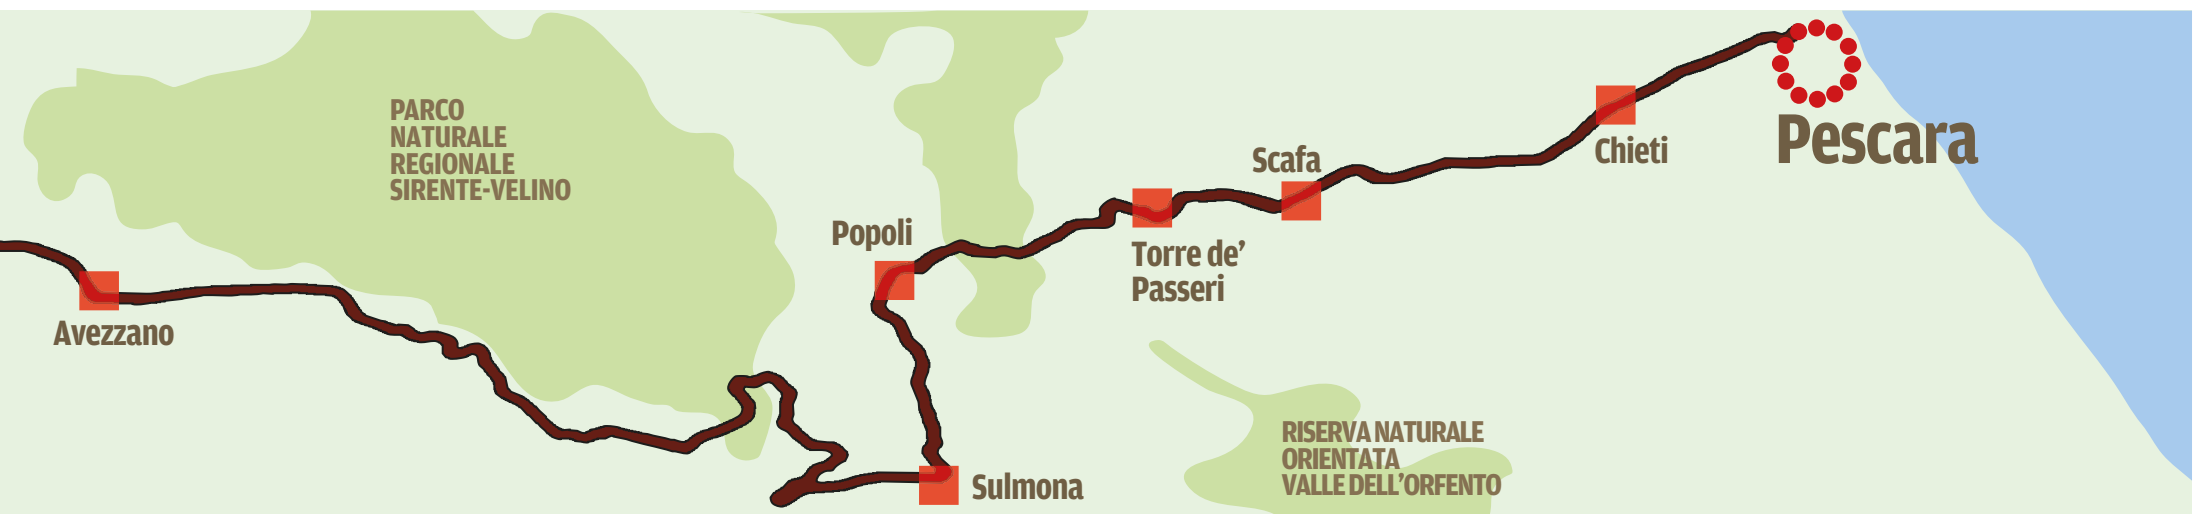 PARCO
NATURALE
REGIONALE
SIRENTE-VELINO
Avezzano
Popoli
Sulmona
Torre de’
Passeri
Scafa
Chieti
Pescara
RISERVA NATURALE
ORIENTATA
VALLE DELL’ORFENTO